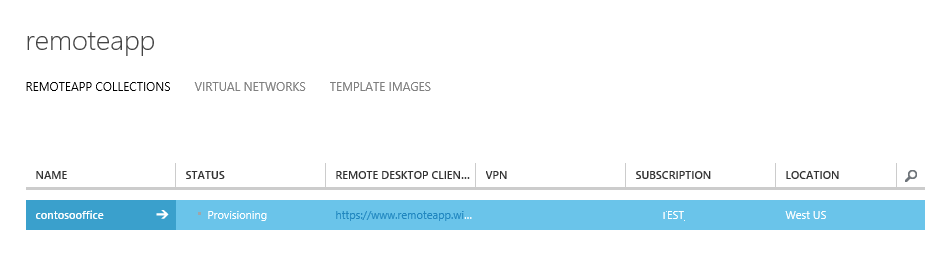 remoteapp
REMOTEAPP COLLECTIONS VIRTUAL NETWORKS TEMPLATE IMAGES
NAME STATUS REMOTE DESKTOP CLIEN... VPN SUBSCRIPTION LOCATION
contosooffice → Provisioning https://www.remoteapp.wi... TEST West US